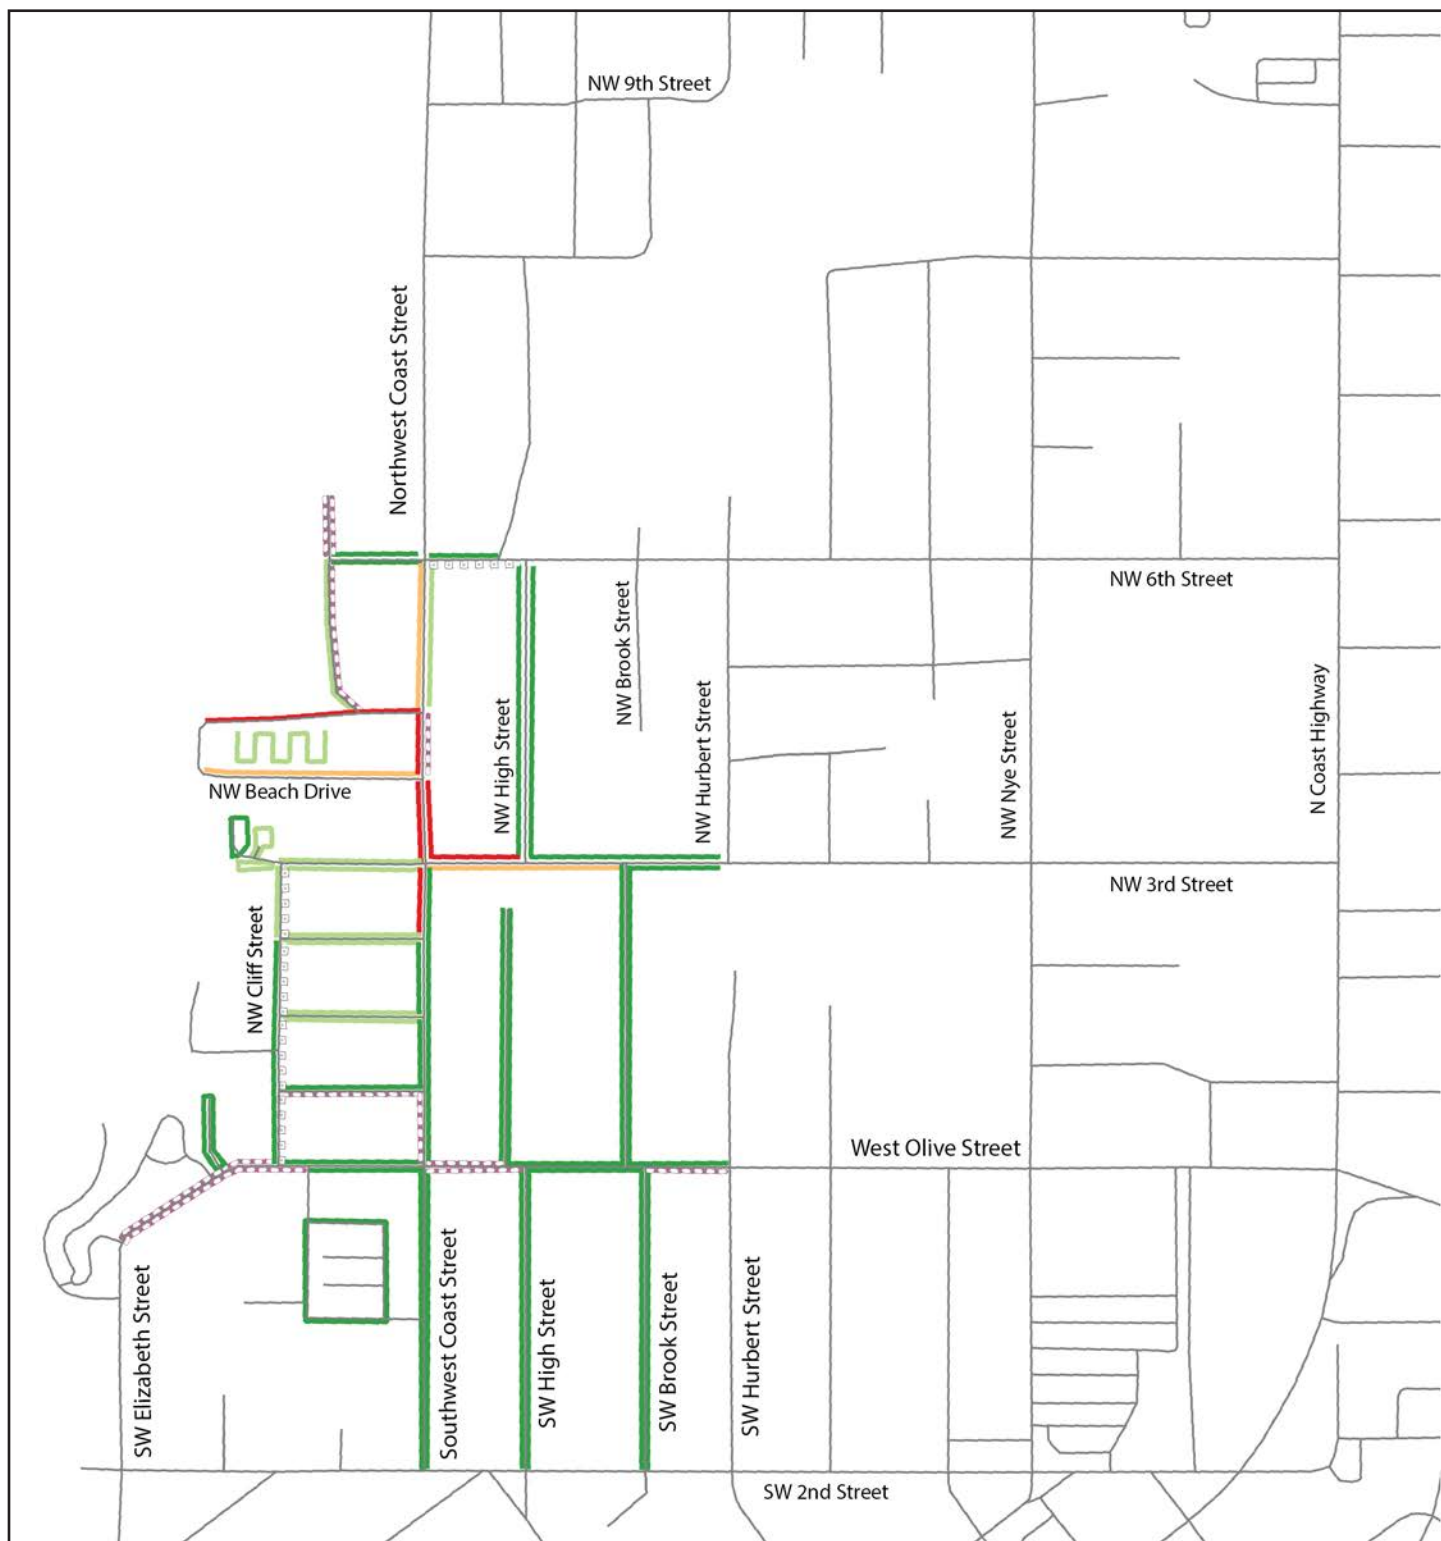 NW 9th Street
Northwest Coast Street
NW 6th Street
NW Brook Street
NW High Street
NW Hurbert Street
NW Nye Street
N Coast Highway
NW Beach Drive
NW 3rd Street
NW Cliff Street
West Olive Street
SW Elizabeth Street
Southwest Coast Street
SW High Street
SW Brook Street
SW Hurbert Street
SW 2nd Street